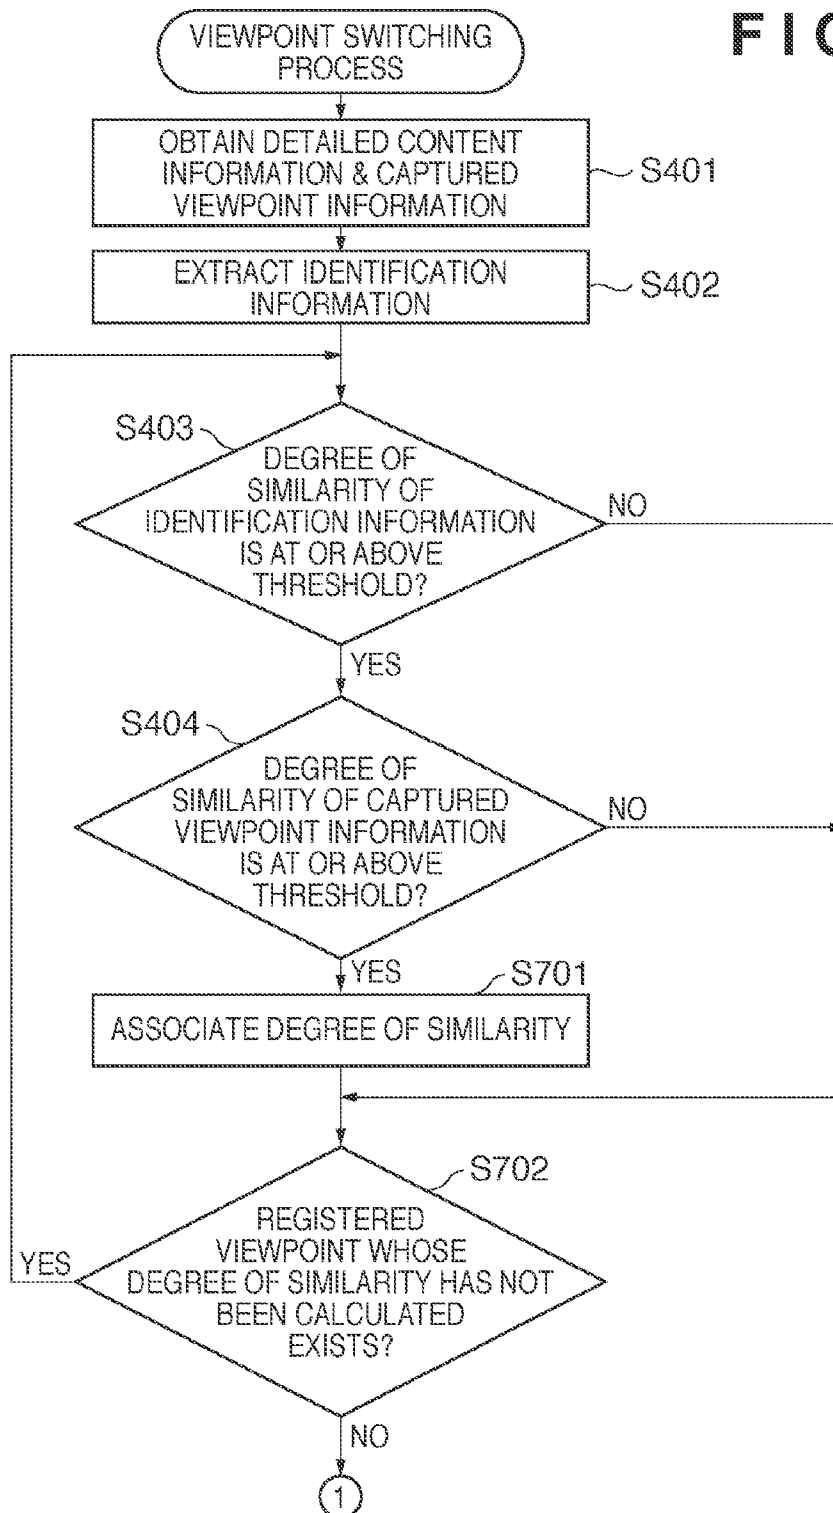 FIG
VIEWPOINT SWITCHING
PROCESS
OBTAIN DETAILED CONTENT
INFORMATION & CAPTURED
VIEWPOINT INFORMATION
S401
EXTRACT IDENTIFICATION
INFORMATION
S402
S403
DEGREE OF
SIMILARITY OF
IDENTIFICATION INFORMATION
IS AT OR ABOVE
THRESHOLD?
NO
YES
S404
DEGREE OF
SIMILARITY OF CAPTURED
VIEWPOINT INFORMATION
IS AT OR ABOVE
THRESHOLD?
NO
YES
S701
ASSOCIATE DEGREE OF SIMILARITY
S702
REGISTERED
VIEWPOINT WHOSE
DEGREE OF SIMILARITY HAS NOT
BEEN CALCULATED
EXISTS?
YES
NO
1